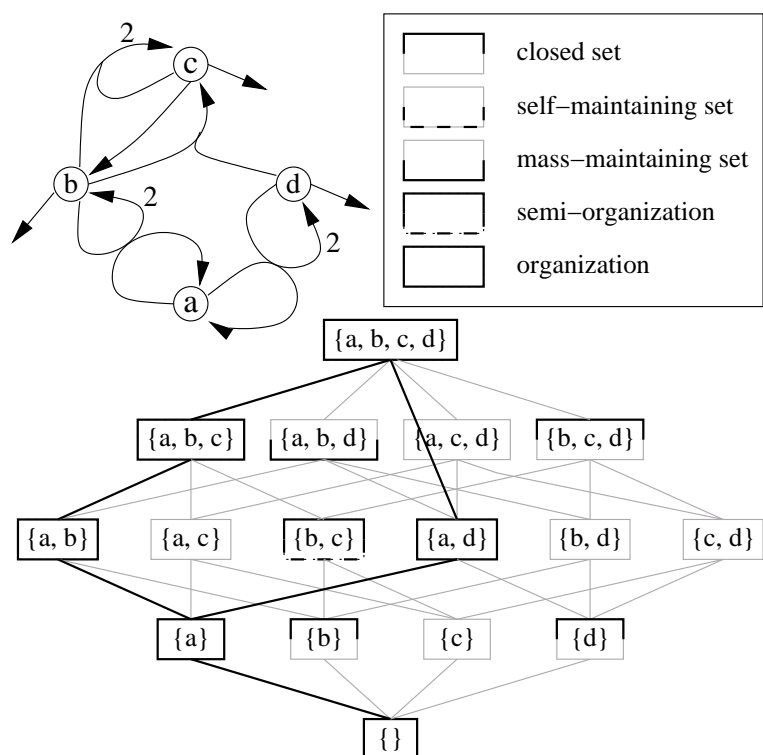 2
c
b
d
2
2
a
closed set
self−maintaining set
mass−maintaining set
semi−organization
organization
{a, b, c, d}
{a, b, c}
{a, b, d}
{a, c, d}
{b, c, d}
{a, b}
{a, c}
{b, c}
{a, d}
{b, d}
{c, d}
{a}
{b}
{c}
{d}
{}